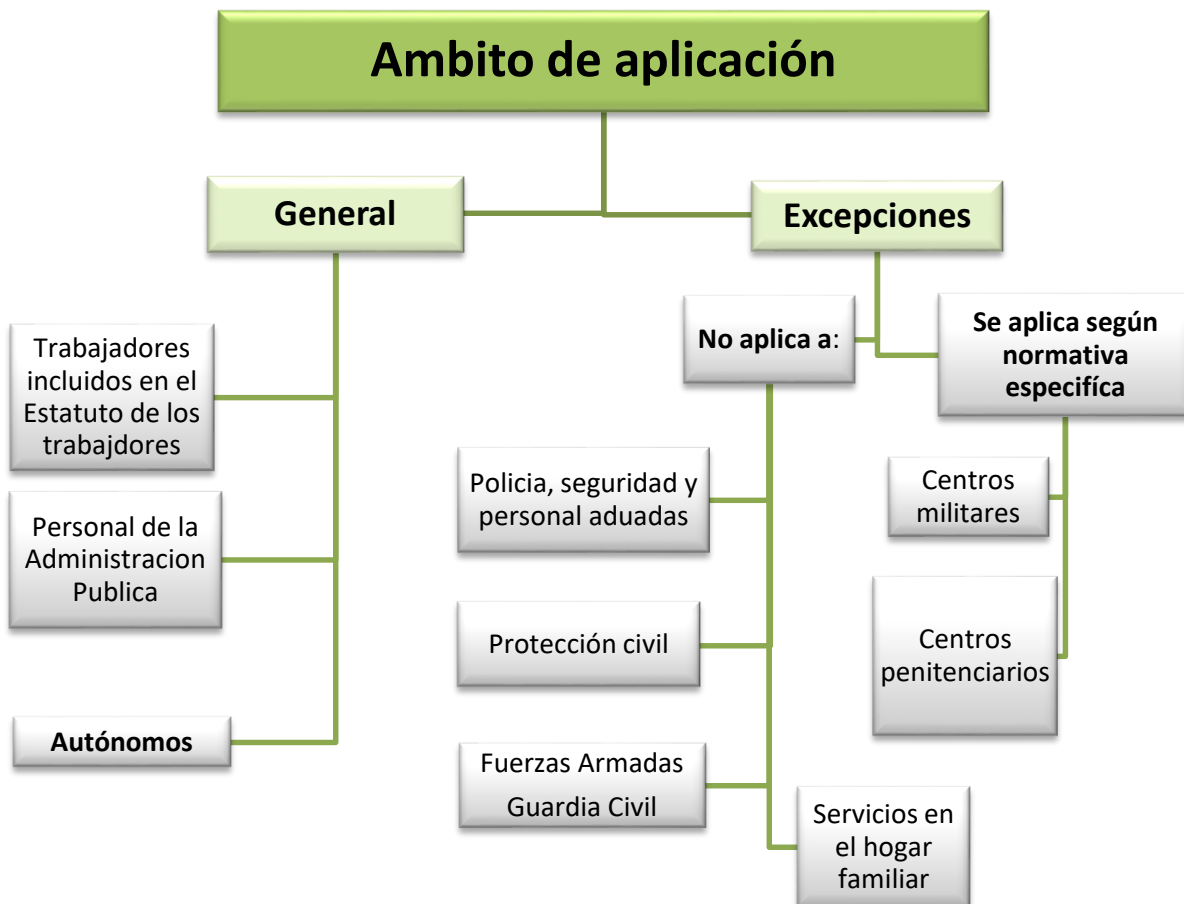 Ambito de aplicación
General
Trabajadores
incluidos en el
Estatuto de los
trabajdores
Personal de la
Administracion
Publica
Autónomos
Excepciones
No aplica a:
Policia, seguridad y
personal aduadas
Protección civil
Fuerzas Armadas
Guardia Civil
Servicios en
el hogar
familiar
Se aplica según
normativa
especifíca
Centros
militares
Centros
penitenciarios